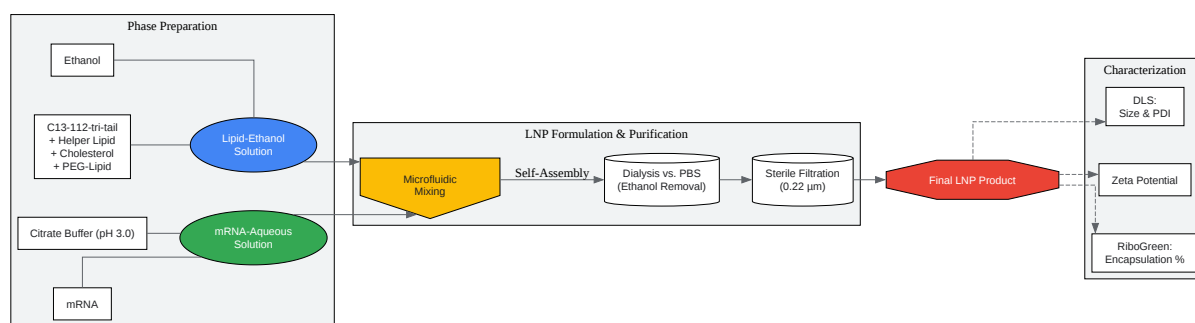 Phase Preparation
Ethanol
C13-112-tri-tail
+ Helper Lipid
+ Cholesterol
+ PEG-Lipid
Lipid-Ethanol
Solution
Citrate Buffer (pH 3.0)
mRNA-Aqueous
Solution
mRNA
LNP Formulation & Purification
Microfluidic
Mixing
Self-Assembly
Dialysis vs. PBS
(Ethanol Removal)
Sterile Filtration
(0.22 µm)
Final LNP Product
Characterization
DLS:
Size & PDI
Zeta Potential
RiboGreen:
Encapsulation %